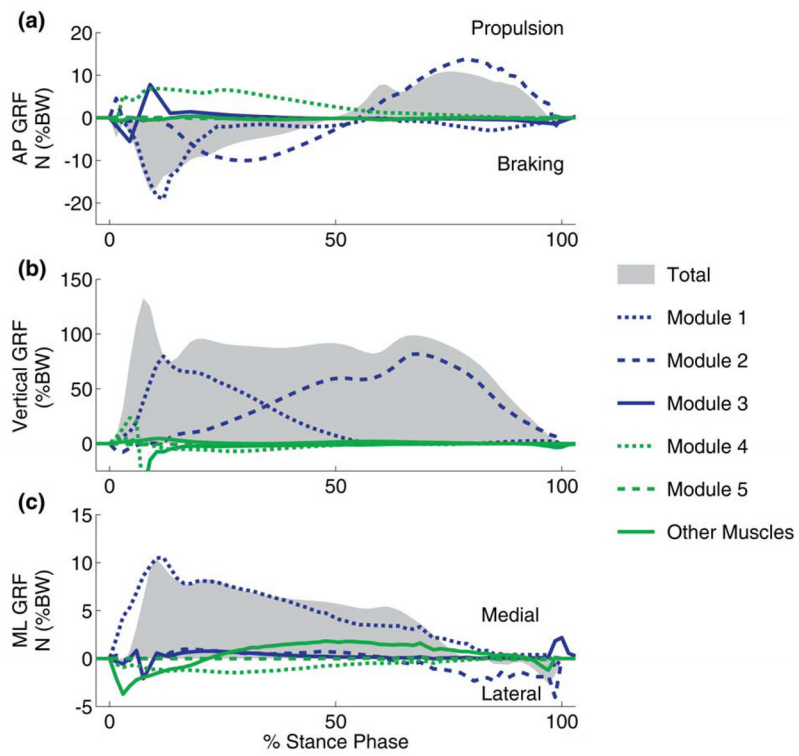 (a)
Propulsion
20
10
0
-10
-20
AP GRF
N (%BW)
Braking
0
50
100
(b)
150
100
50
0
Vertical GRF
(%BW)
0
50
100
Total
Module 1
Module 2
Module 3
Module 4
Module 5
Other Muscles
(c)
15
10
5
0
-5
ML GRF
N (%BW)
Medial
Lateral
0
50
100
% Stance Phase